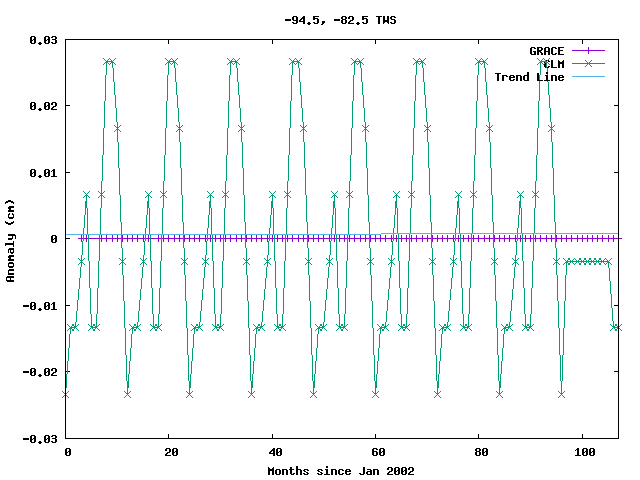 -94.5, -82.5 TWS
0.03
GRACE
CLM
Trend Line
0.02
0.01
0
-0.01
-0.02
-0.03
Anomaly (cm)
0 20 40 60 80 100
Months since Jan 2002